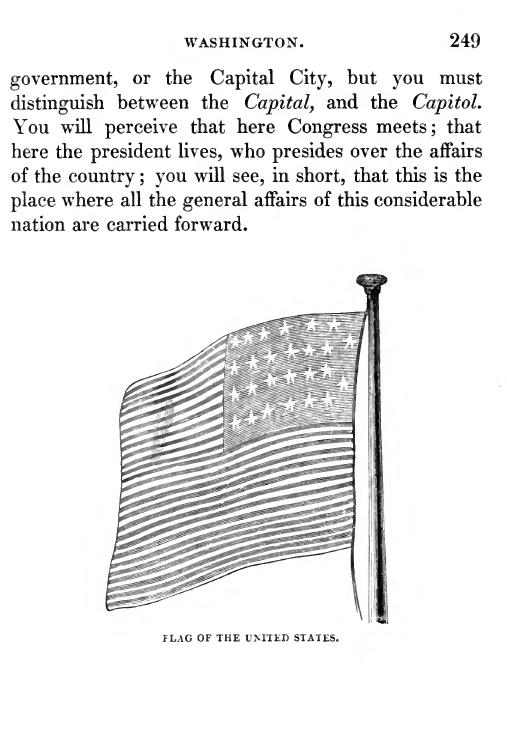 WASHINGTON. 249
government, or the Capital City, but you must
distinguish between the Capital, and the Capitol.
You will perceive that here Congress meets; that
here the president lives, who presides over the affairs
of the country; you will see, in short, that this is the
place where all the general affairs of this considerable
nation are carried forward.
FLAG OF THE UNITED STATES.